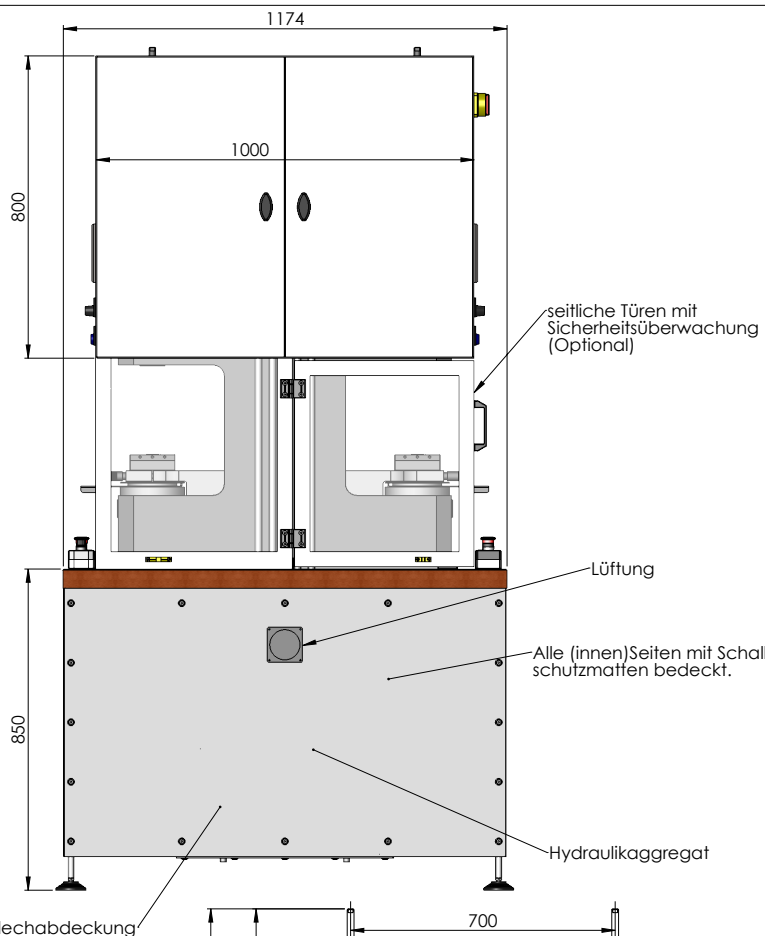 1174
1000
800
seitliche Türen mit
Sicherheitsüberwachung
(Optional)
Lüftung
Alle (innen)Seiten mit Schall
schutzmatten bedeckt.
850
Hydraulikaggregat
lechabdeckung
700